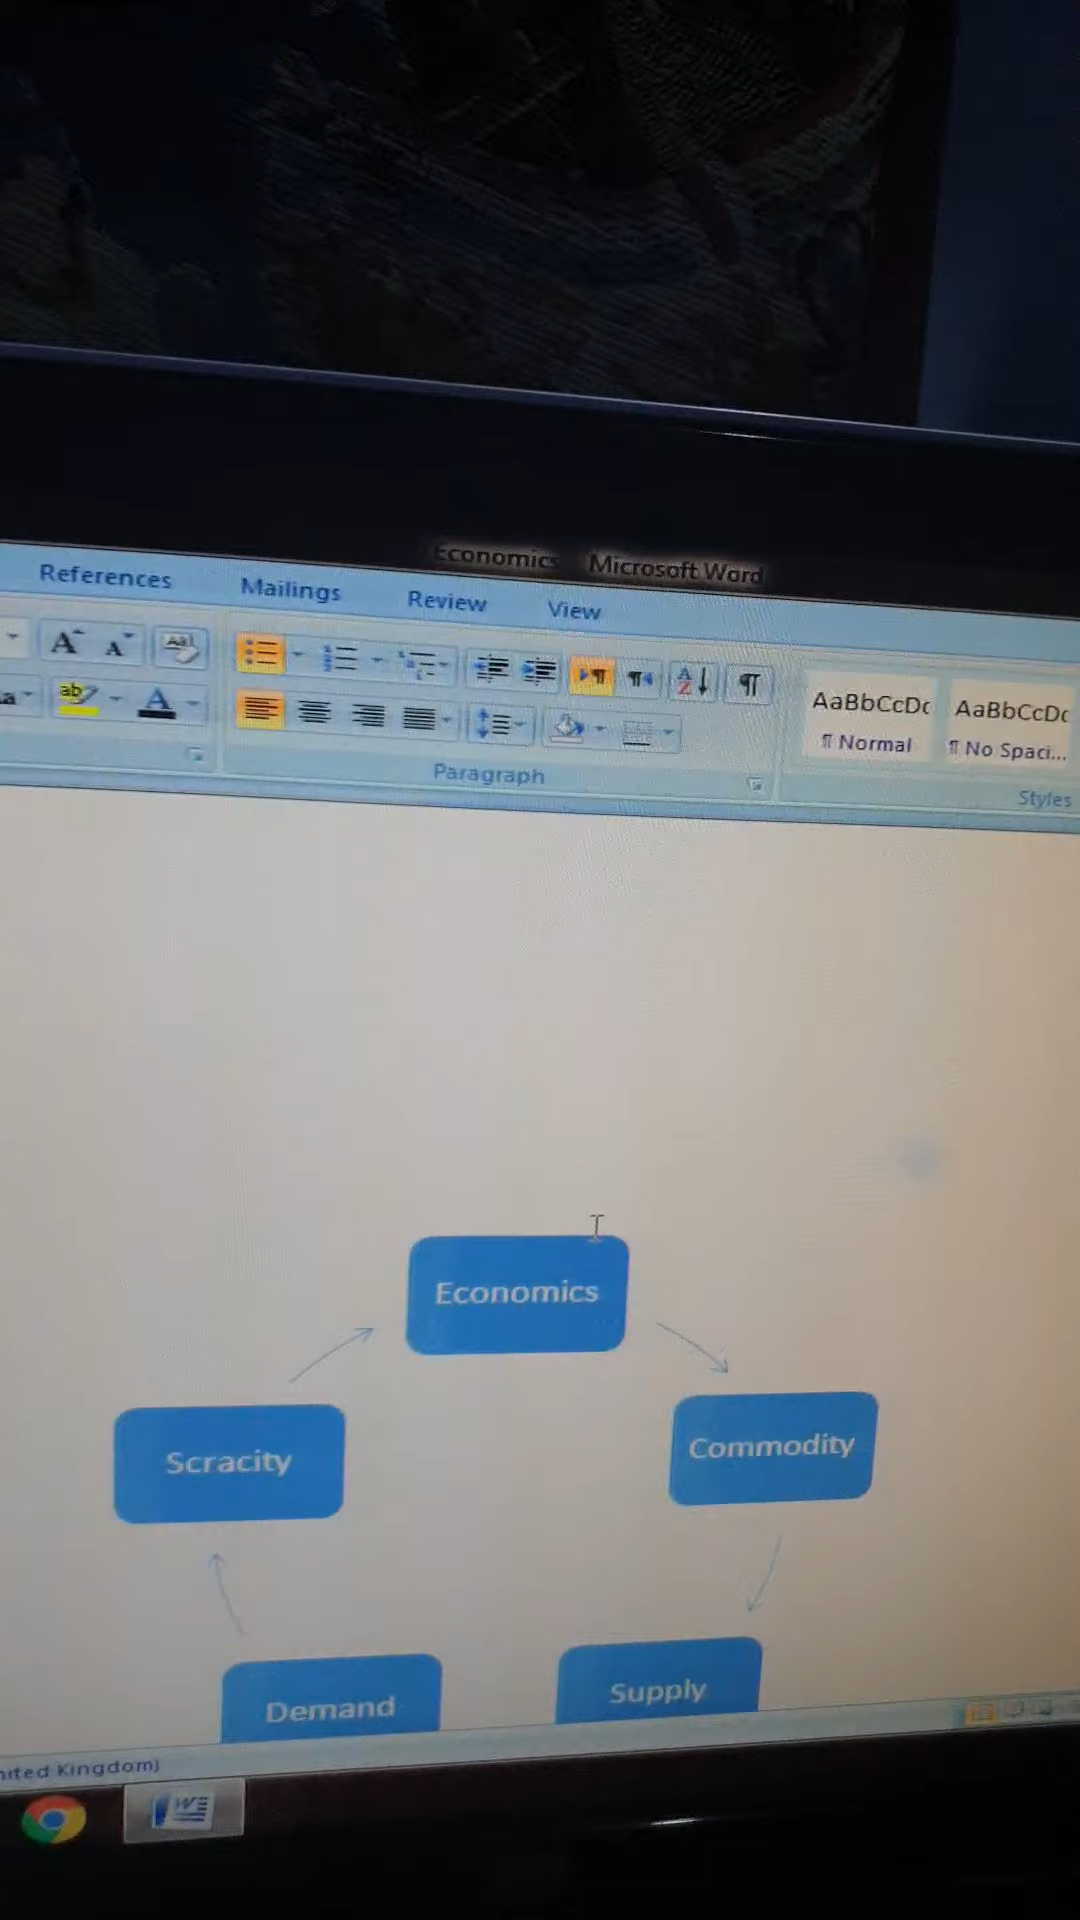 Economics Microsoft Word
References Mailings Review View
AaBbCcDc AaBbCcDc
¶ Normal ¶ No Spaci...
Paragraph
Styles
Economics
Scracity
Commodity
Demand
Supply
nited Kingdom)